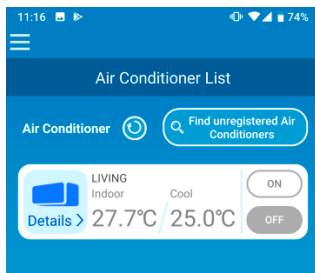 11:16 74%
Air Conditioner List
Air Conditioner
Find unregistered Air
Conditioners
LIVING
Indoor Cool
ON
Details > 27.7℃ 25.0℃ OFF